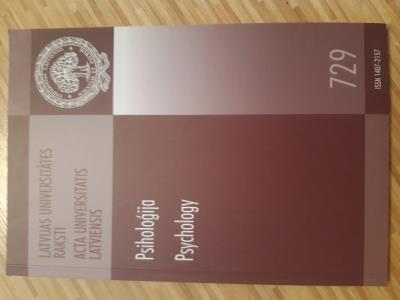 LATVIJAS UNIVERSITĀTES
RAKSTI
ACTA UNIVERSITATIS
LATVIENSIS
729
ISSN 1407-2157
Psiholoģija
Psychology